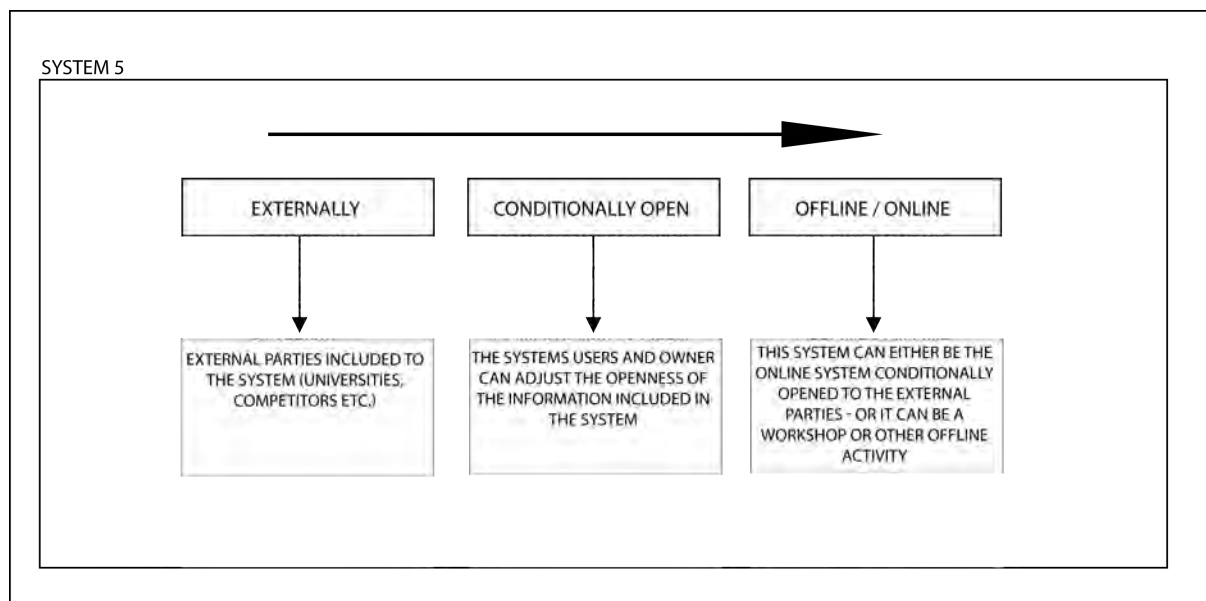 SYSTEM 5
EXTERNALLY
CONDITIONALLY OPEN
OFFLINE / ONLINE
EXTERNAL PARTIES INCLUDED TO
THE SYSTEM (UNIVERSITIES,
COMPETITORS ETC.)
THE SYSTEMS USERS AND OWNER
CAN ADJUST THE OPENNESS OF
THE INFORMATION INCLUDED IN
THE SYSTEM
THIS SYSTEM CAN EITHER BE THE
ONLINE SYSTEM CONDITIONALLY
OPENED TO THE EXTERNAL
PARTIES - OR IT CAN BE A
WORKSHOP OR OTHER OFFLINE
ACTIVITY